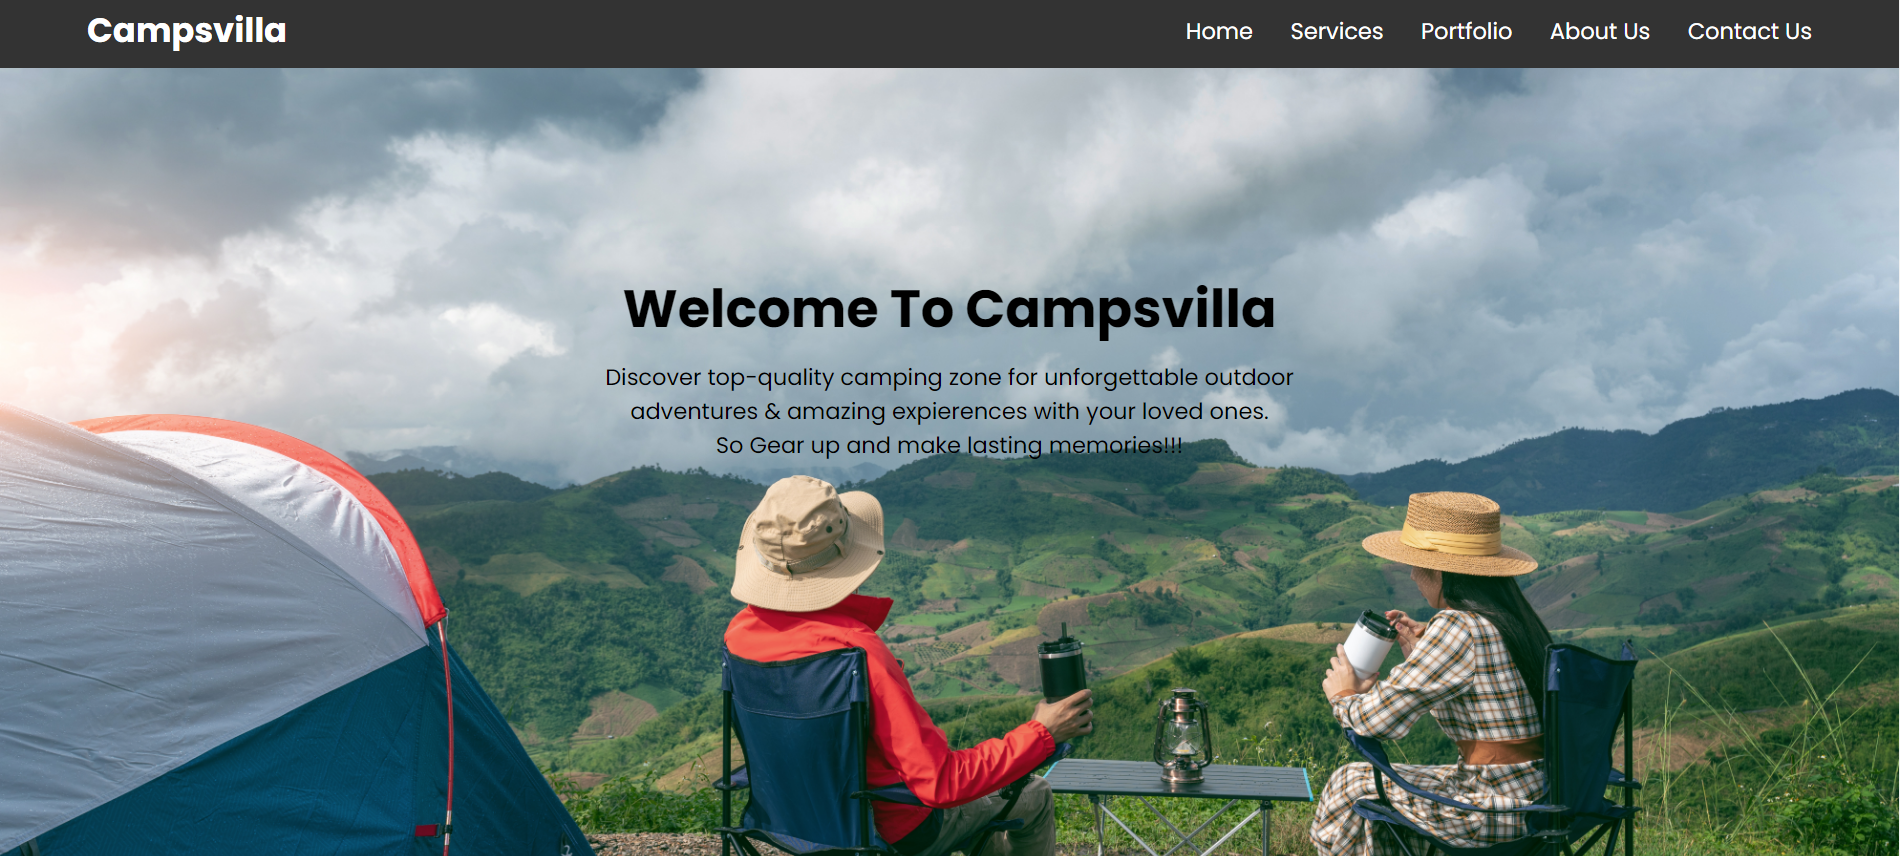 Campsvilla
Home Services Portfolio About Us Contact Us
Welcome To Campsvilla
Discover top-quality camping zone for unforgettable outdoor
adventures & amazing expierences with your loved ones.
So Gear up and make lasting memories!!!